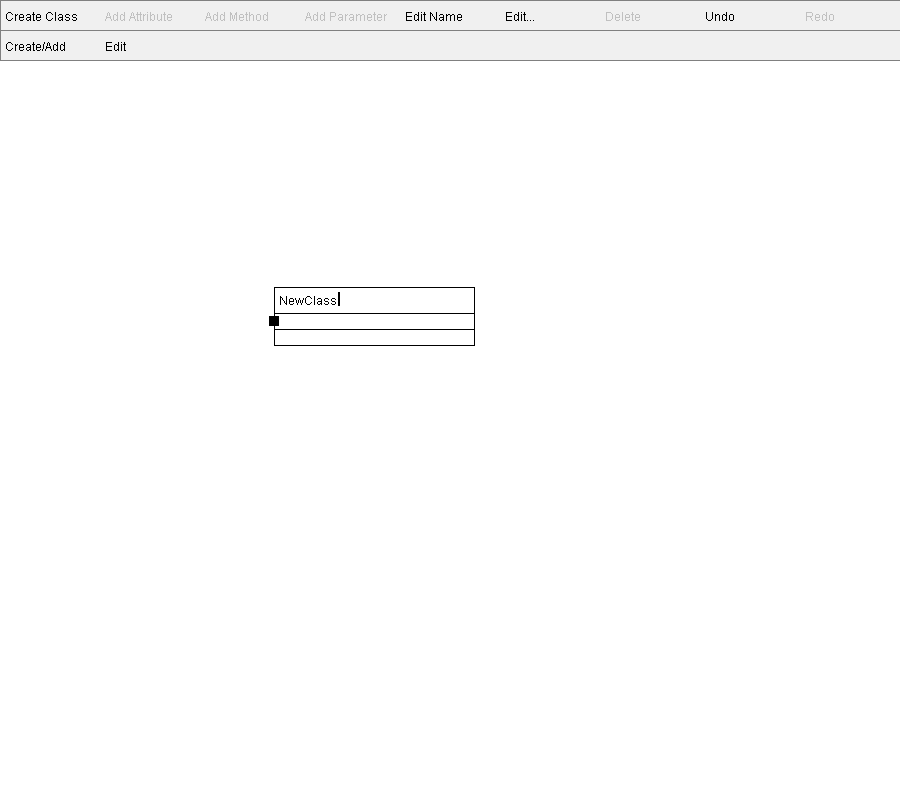 Create Class Add Attribute Add Method Add Parameter Edit Name Edit... Delete Undo Redo
Create/Add Edit
NewClass